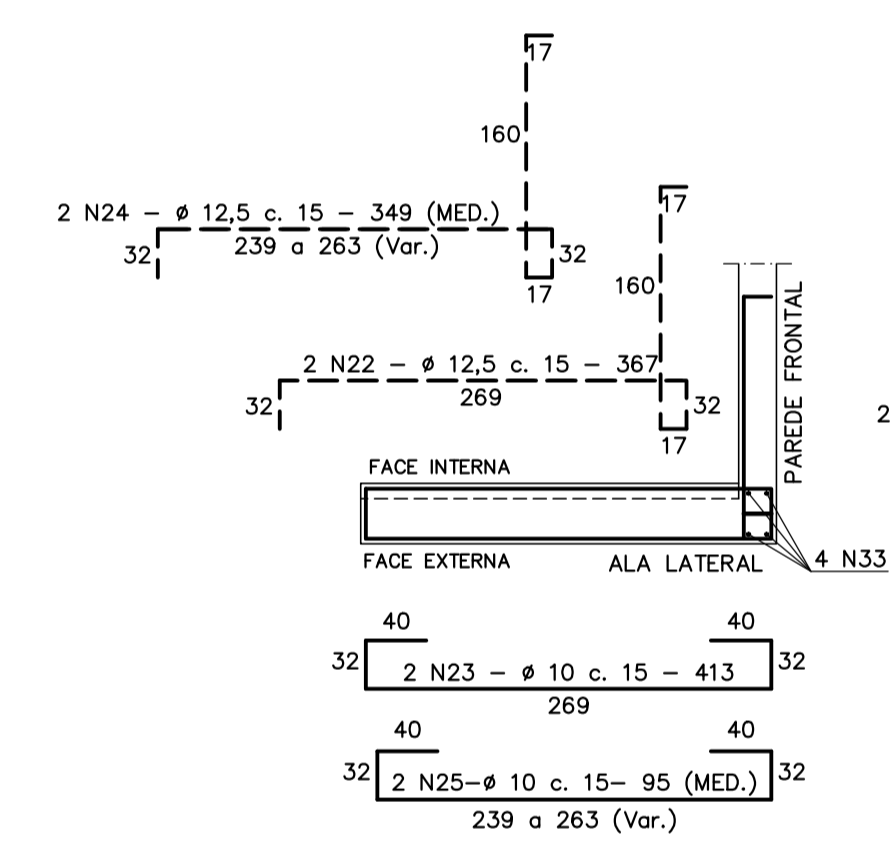 17
160
2 N24 – ø 12,5 c. 15 – 349 (MED.)
32
239 a 263 (Var.)
32
17
17
160
2 N22 – ø 12,5 c. 15 – 367
32
269
32
17
2
PAREDE FRONTAL
FACE INTERNA
FACE EXTERNA
ALA LATERAL
4 N33
40
40
32
2 N23 – ø 10 c. 15 – 413
32
269
40
40
32
2 N25–ø 10 c. 15– 95 (MED.)
32
239 a 263 (Var.)